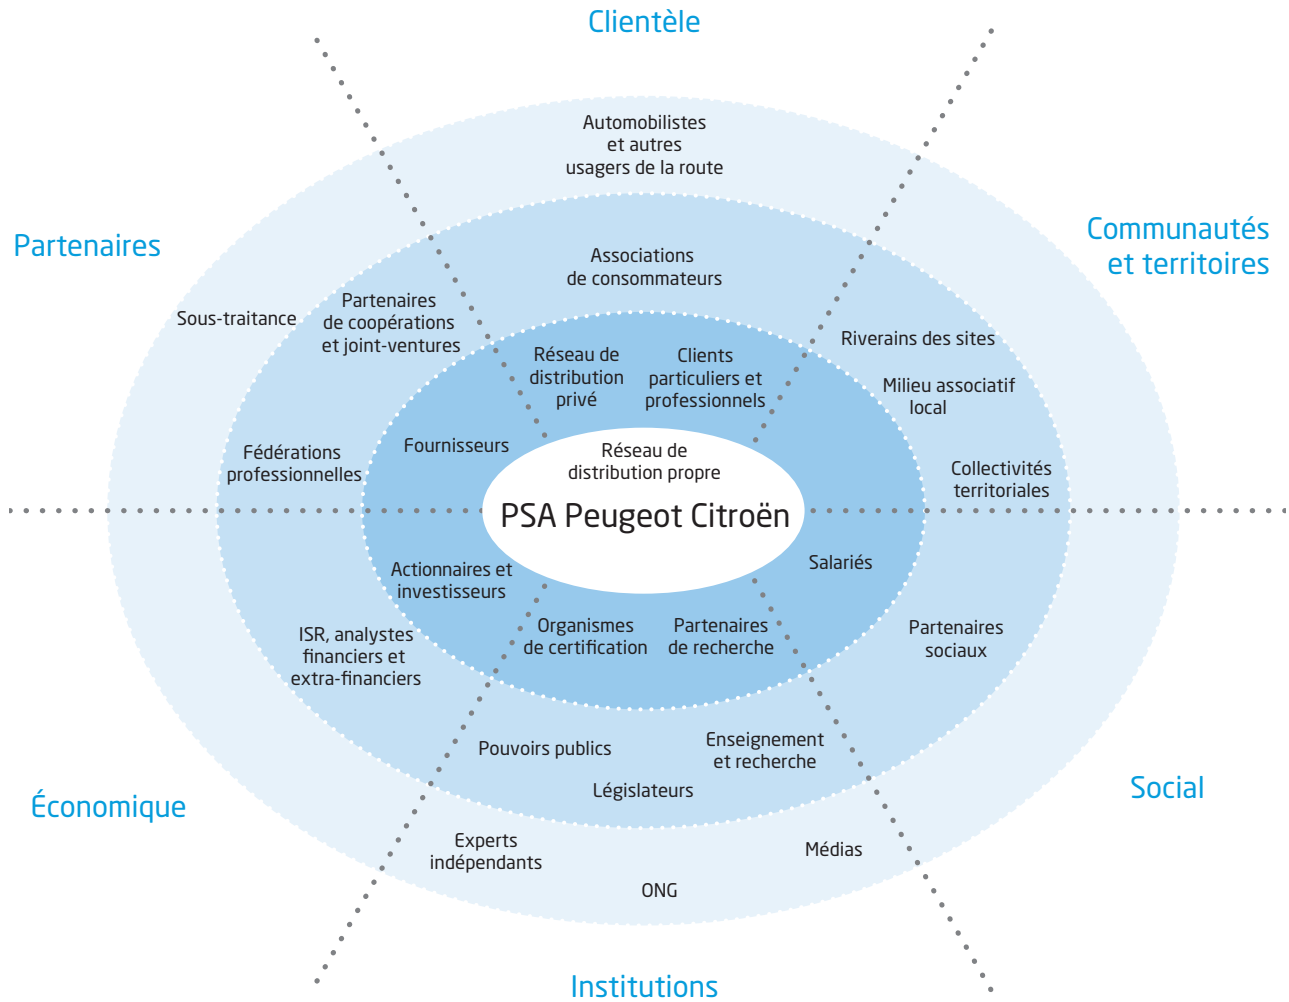 Clientèle
Automobilistes
et autres
usagers de la route
Partenaires
Communautés
et territoires
Associations
de consommateurs
Sous-traitance
Partenaires
de coopérations
et joint-ventures
Riverains des sites
Réseau de
distribution
privé
Clients
particuliers et
professionnels
Milieu associatif
local
Fournisseurs
Fédérations
professionnelles
Réseau de
distribution propre
Collectivités
territoriales
PSA Peugeot Citroën
Actionnaires et
investisseurs
Salariés
Organismes
de certification
Partenaires
de recherche
ISR, analystes
financiers et
extra-financiers
Partenaires
sociaux
Pouvoirs publics
Enseignement
et recherche
Législateurs
Économique
Social
Experts
indépendants
Médias
ONG
Institutions